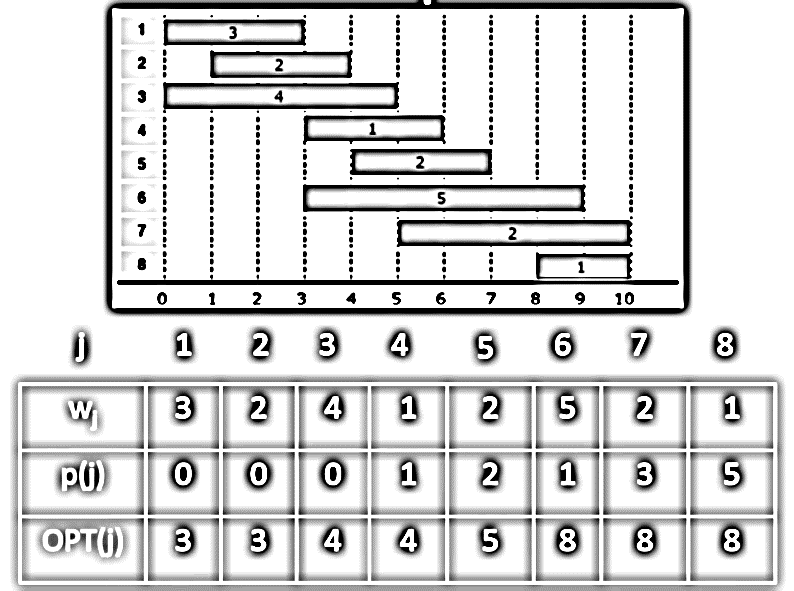 1 3
2 2
3 4
4 1
5 2
6 5
7 2
8 1
0 1 2 3 4 5 6 7 8 9 10
j 1 2 3 4 5 6 7 8
wj 3 2 4 1 2 5 2 1
p(j) 0 0 0 1 2 1 3 5
OPT(j) 3 3 4 4 5 8 8 8